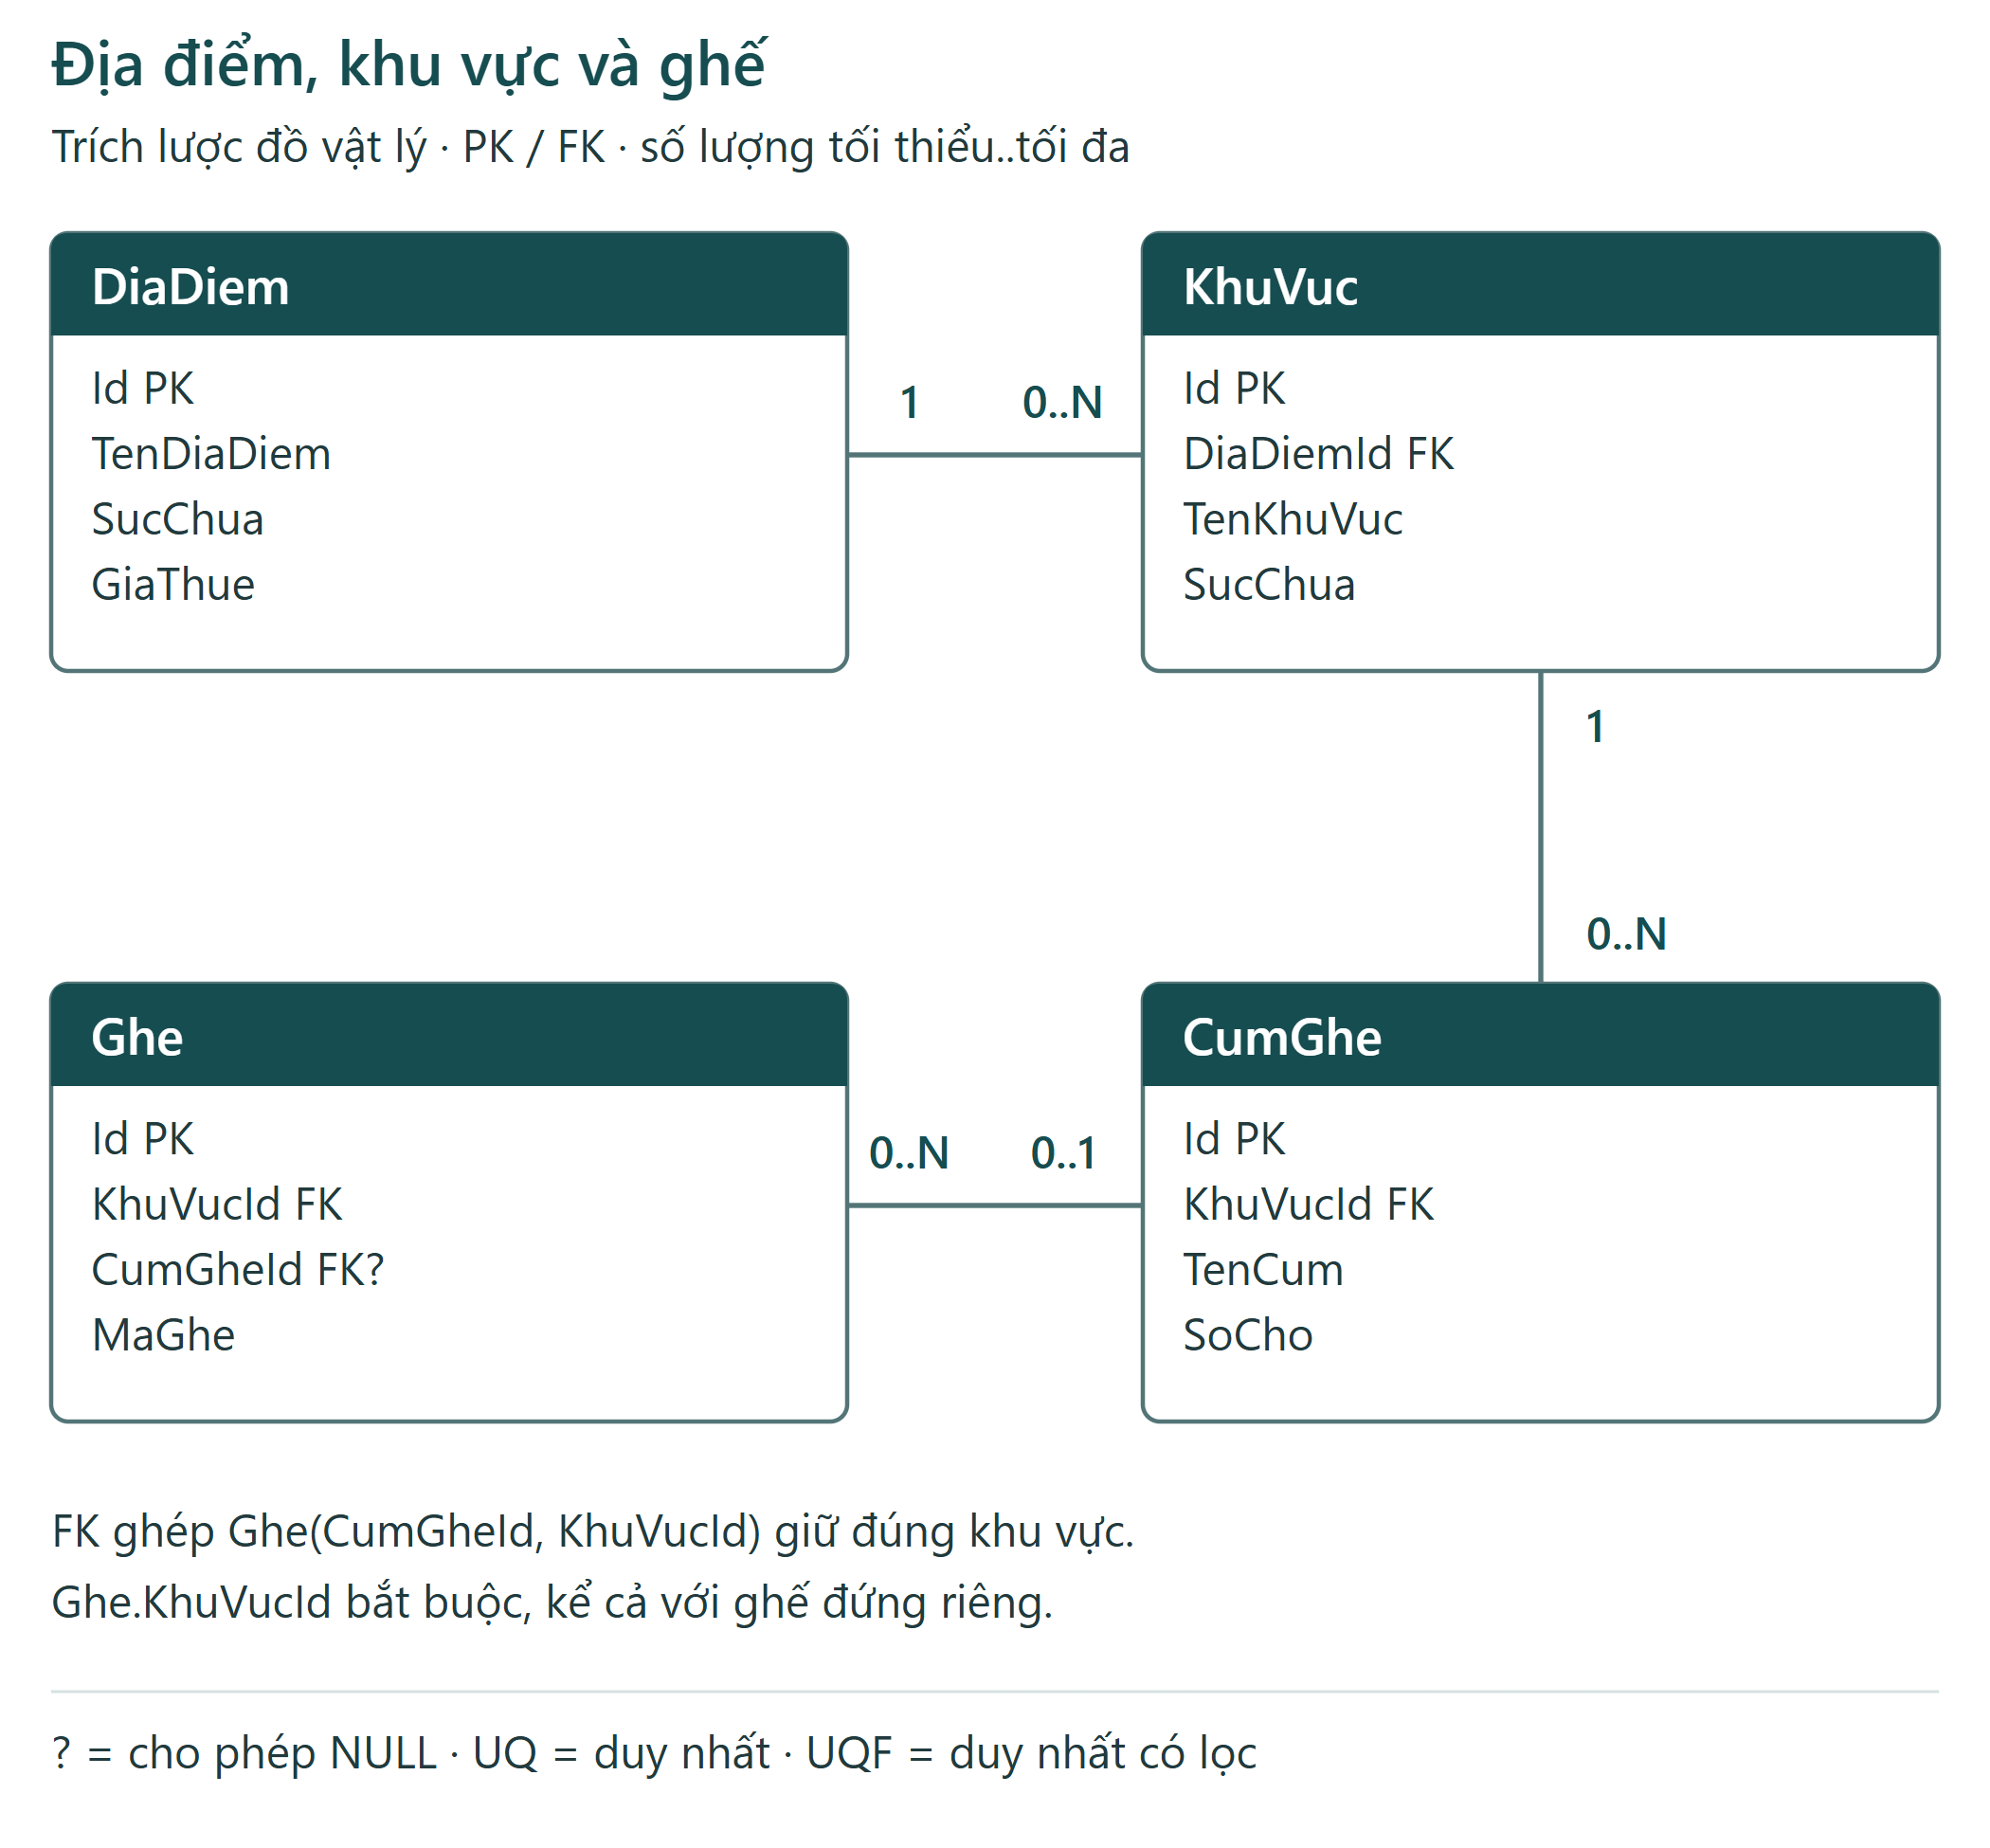 Địa điểm, khu vực và ghế
Trích lược đồ vật lý · PK / FK · số lượng tối thiểu..tối đa
DiaDiem
Id PK
TenDiaDiem
SucChua
GiaThue
1
0..N
KhuVuc
Id PK
DiaDiemId FK
TenKhuVuc
SucChua
1
0..N
Ghe
Id PK
KhuVucId FK
CumGheId FK?
MaGhe
0..N
0..1
CumGhe
Id PK
KhuVucId FK
TenCum
SoCho
FK ghép Ghe(CumGheId, KhuVucId) giữ đúng khu vực.
Ghe.KhuVucId bắt buộc, kể cả với ghế đứng riêng.
? = cho phép NULL · UQ = duy nhất · UQF = duy nhất có lọc